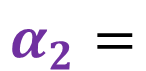 α₂ =